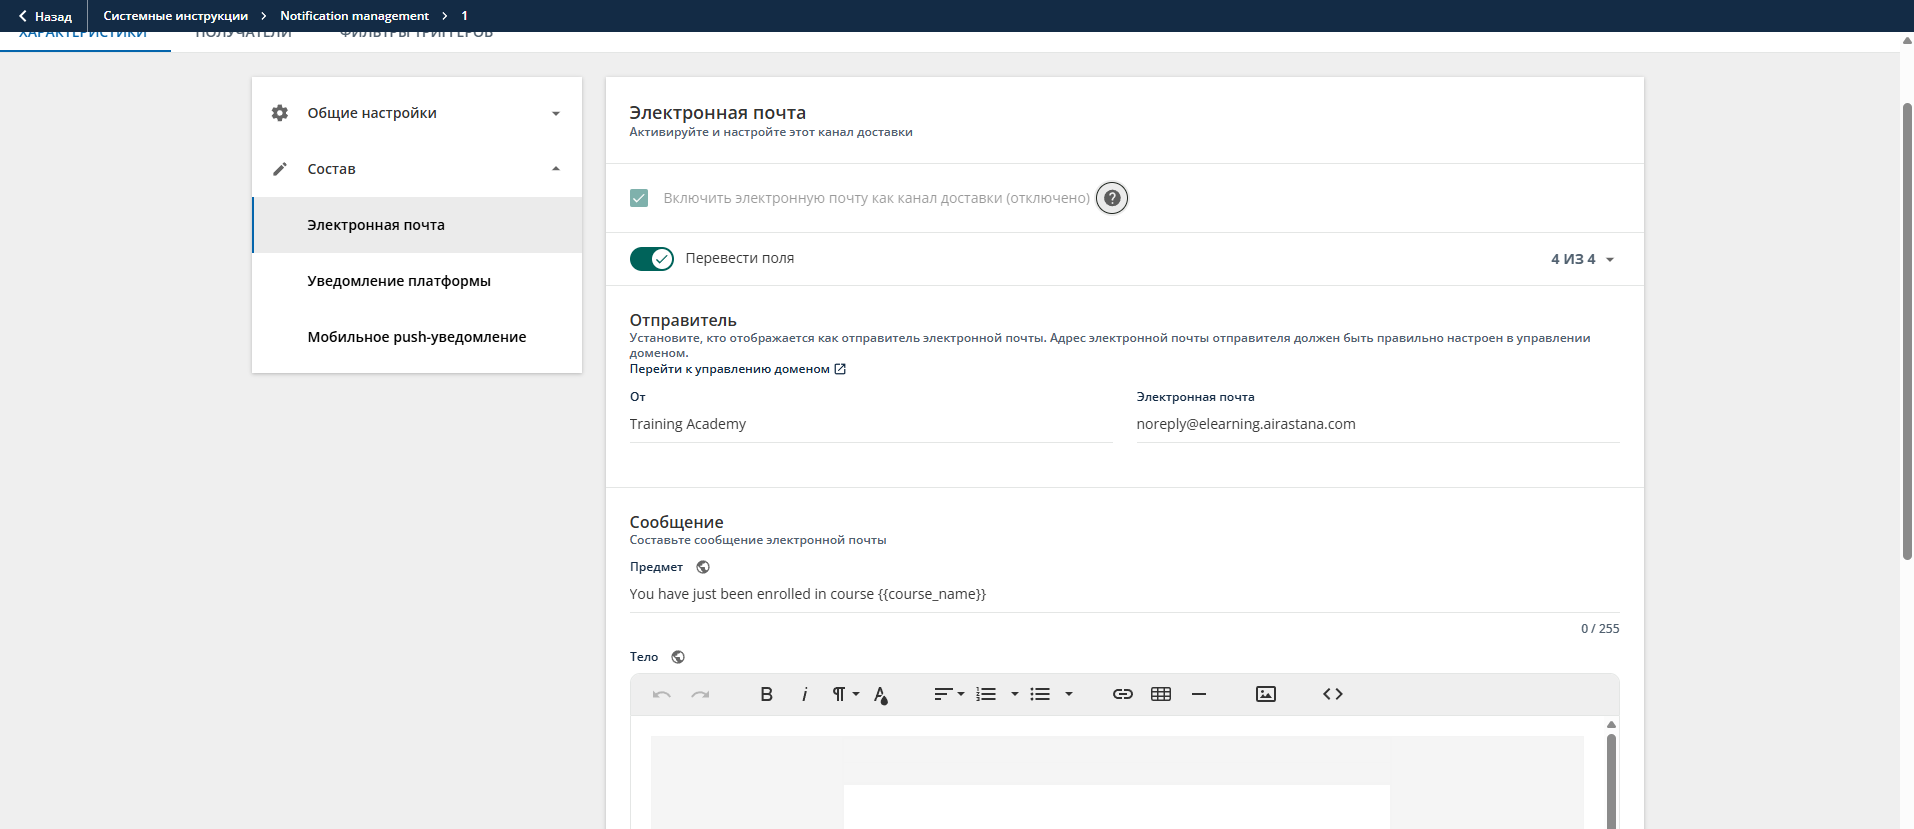 Назад
Системные инструкции
Notification management
1
ХАРАКТЕРИСТИКИ
ПОЛУЧАТЕЛИ
ФИЛЬТРЫ ТРИГГЕРОВ
Общие настройки
Состав
Электронная почта
Уведомление платформы
Мобильное push-уведомление
Электронная почта
Активируйте и настройте этот канал доставки
Включить электронную почту как канал доставки (отключено)
Перевести поля
4 ИЗ 4
Отправитель
Установите, кто отображается как отправитель электронной почты. Адрес электронной почты отправителя должен быть правильно настроен в управлении
доменом.
Перейти к управлению доменом
От
Электронная почта
Training Academy
noreply@elearning.airastana.com
Сообщение
Составьте сообщение электронной почты
Предмет
You have just been enrolled in course {{course_name}}
0 / 255
Тело